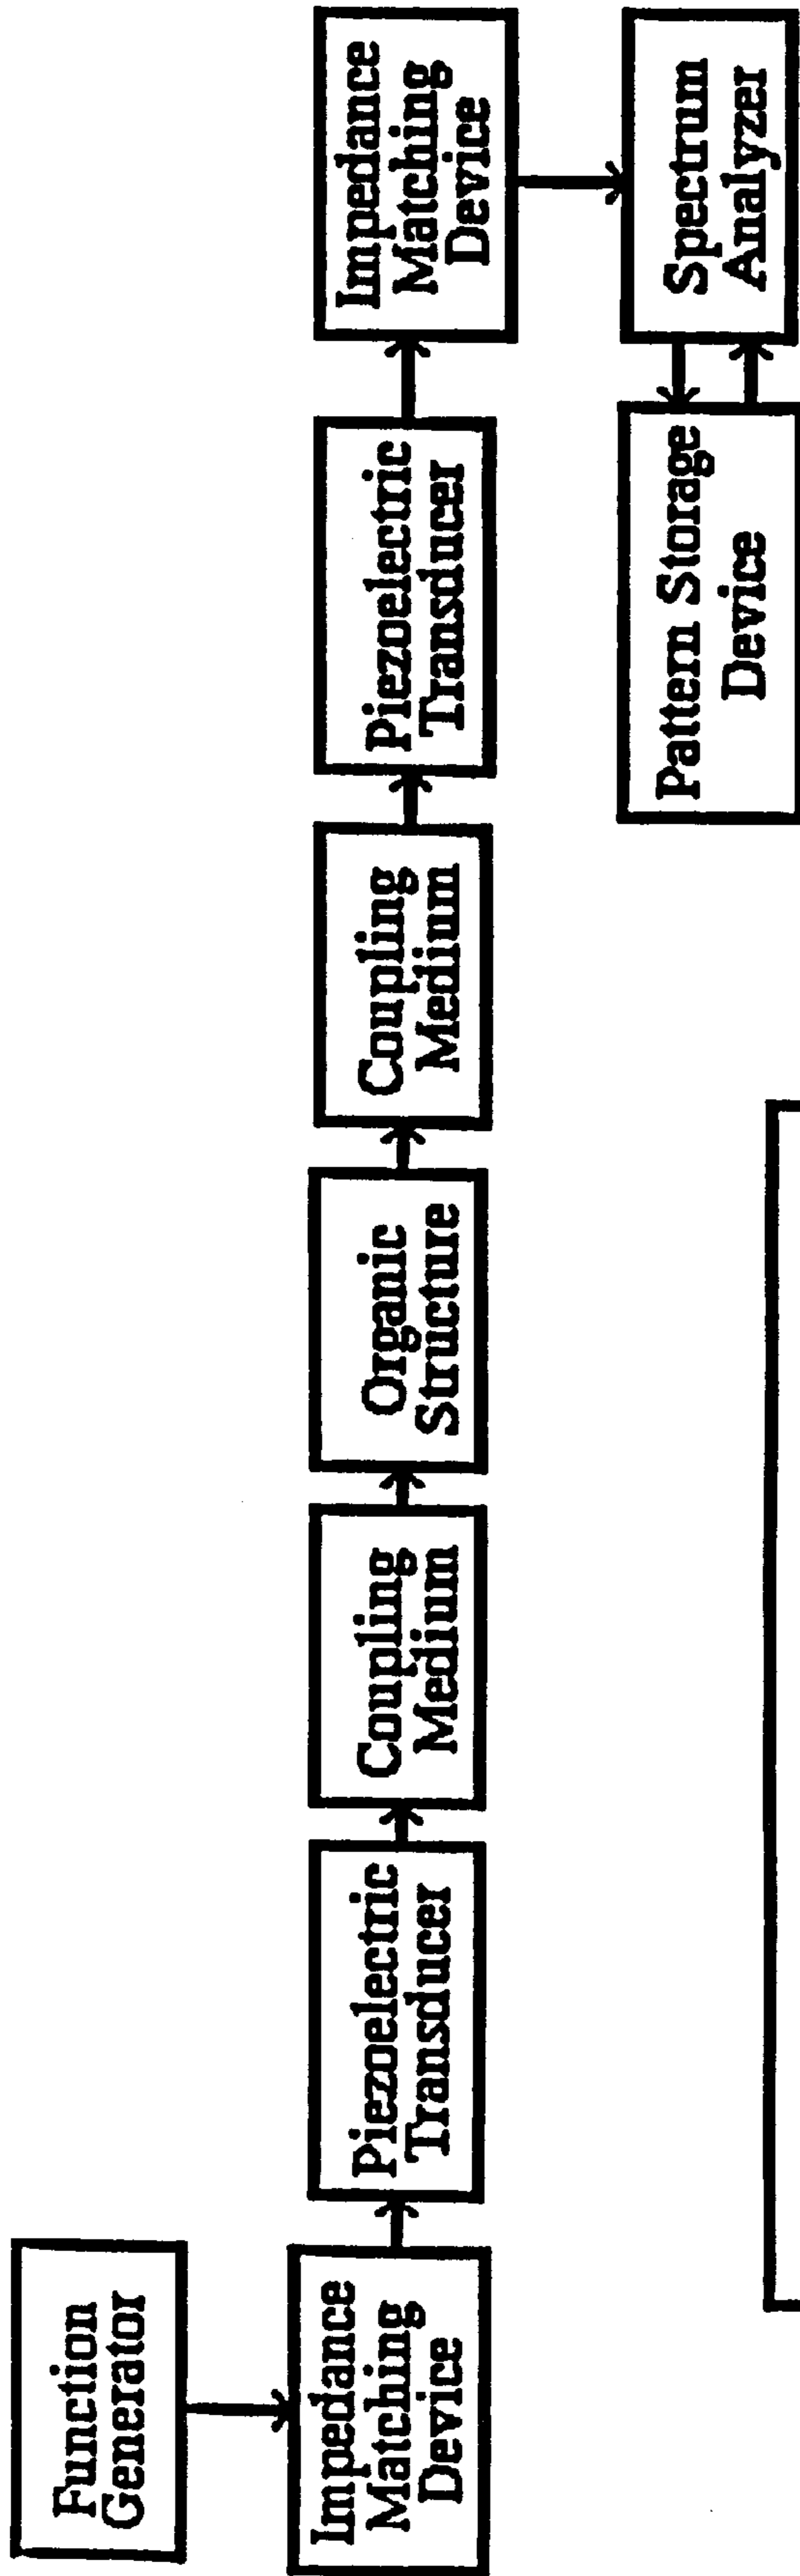 Function
Generator
Impedance
Matching
Device
Piezoelectric
Transducer
Coupling
Medium
Organic
Structure
Coupling
Medium
Piezoelectric
Transducer
Impedance
Matching
Device
Spectrum
Analyzer
Pattern Storage
Device